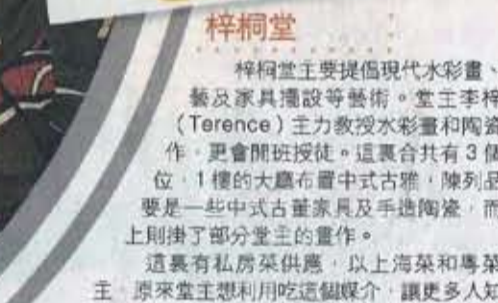 梓桐堂
梓桐堂主要提倡現代水彩畫、
藝及家具擺設等藝術。堂主李梓
（Terence）主力教授水彩畫和陶瓷
作，更會開班授徒。這裏合共有3個
位，1樓的大廳布置中式古雅，陳列品
要是一些中式古董家具及手造陶瓷，而
上則掛了部分堂主的畫作。
這裏有私房菜供應，以上海菜和粵菜
主，原來堂主想利用吃這個媒介，讓更多人知